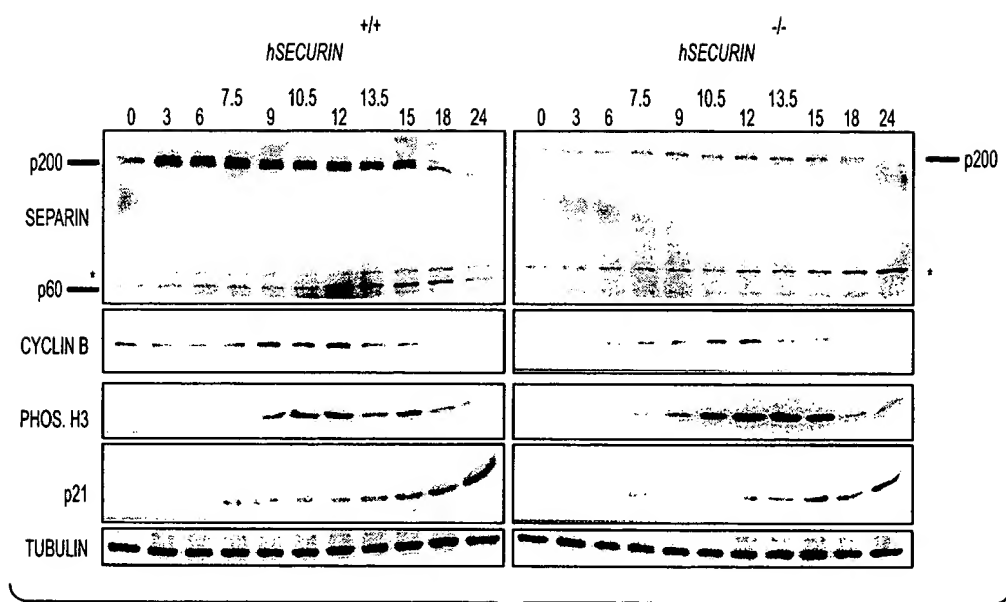 +/+ -/-
hSECURIN hSECURIN
7.5 10.5 13.5 7.5 10.5 13.5
0 3 6 9 12 15 18 24 0 3 6 9 12 15 18 24
p200 p200
SEPARIN
* *
p60
CYCLIN B
PHOS. H3
p21
TUBULIN